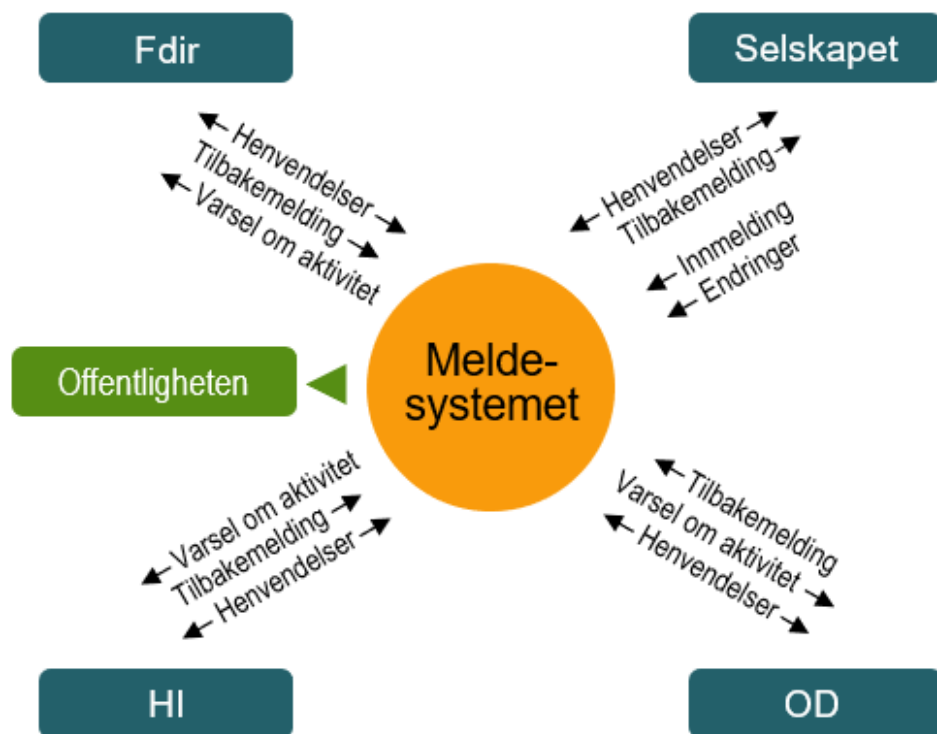 Fdir
Selskapet
Henvendelser
Tilbakemelding
Varsel om aktivitet
Henvendelser
Tilbakemelding
Innmelding
Endringer
Offentligheten
Melde-
systemet
Varsel om aktivitet
Tilbakemelding
Henvendelser
Tilbakemelding
Varsel om aktivitet
Henvendelser
HI
OD